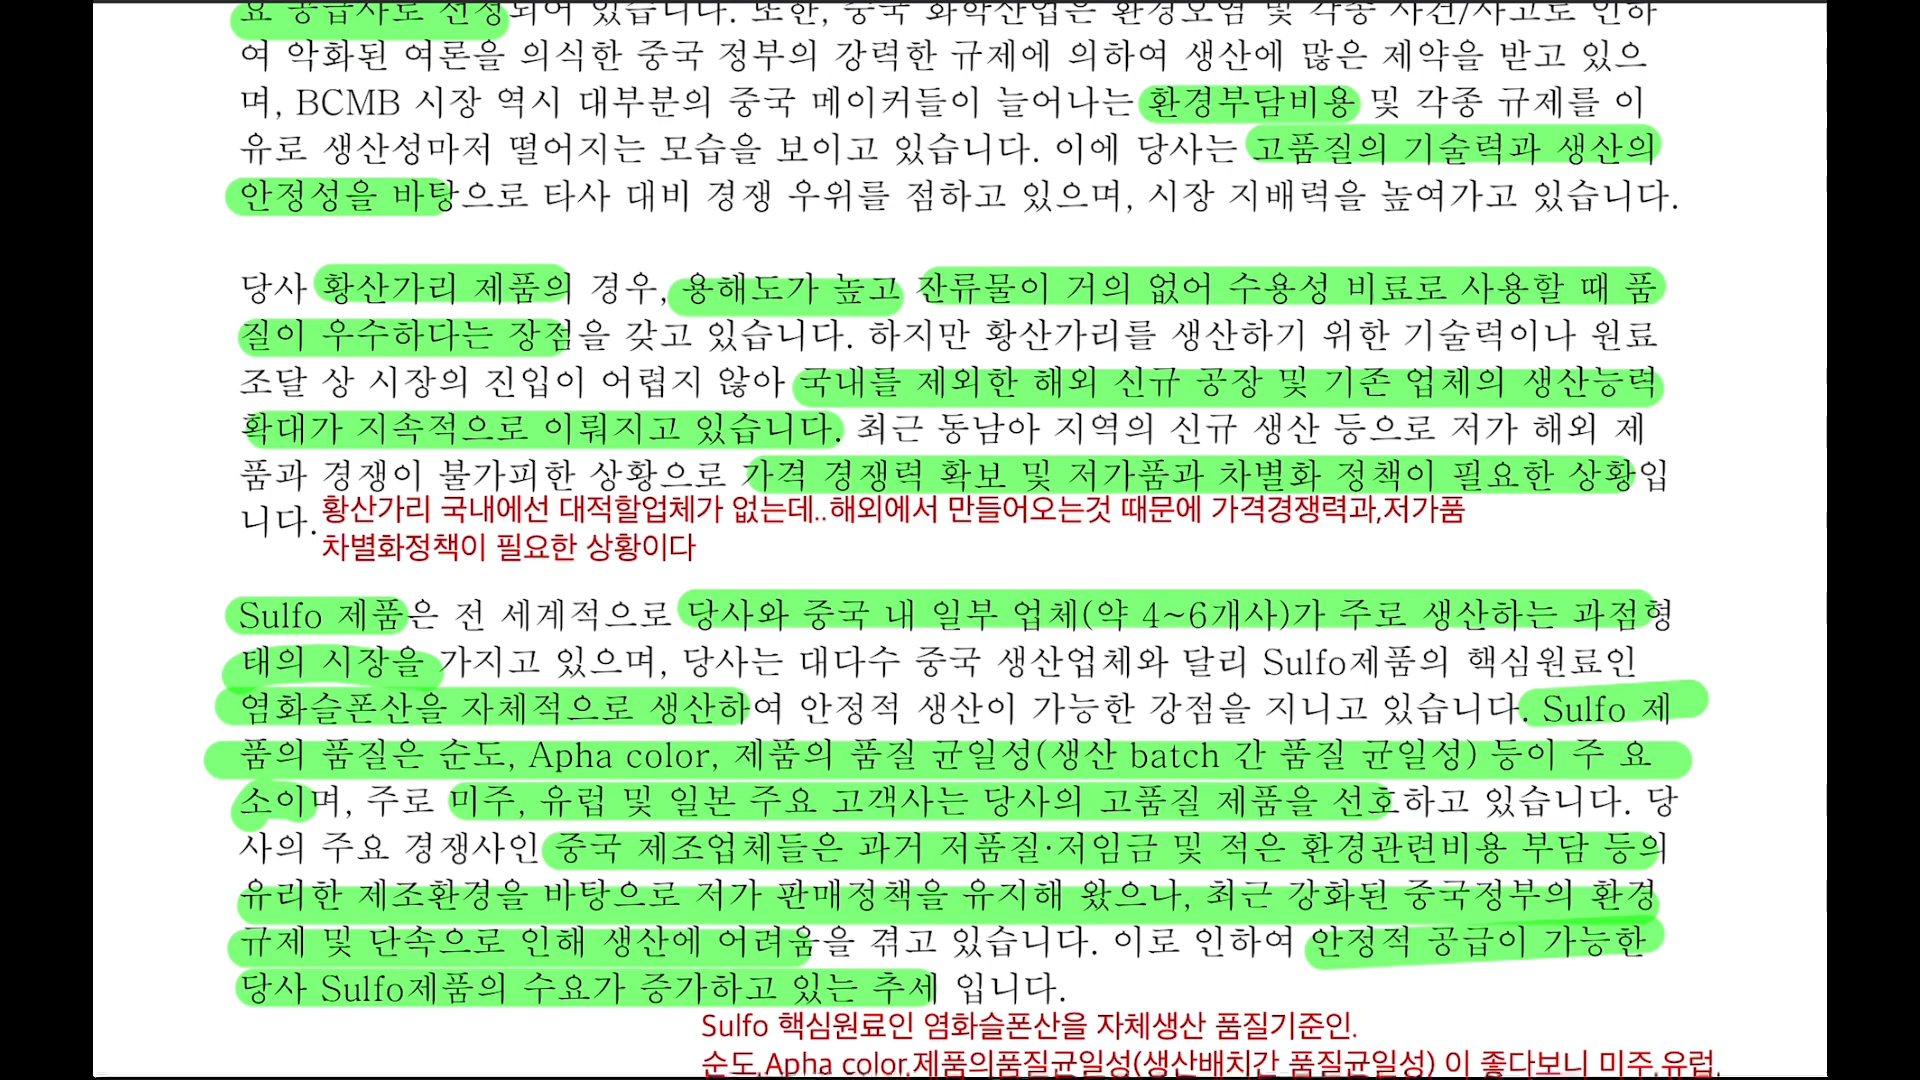 요 공급사로 선정되어 있습니다. 또한, 중국 화학산업은 환경오염 및 각종 사건/사고로 인하
여 악화된 여론을 의식한 중국 정부의 강력한 규제에 의하여 생산에 많은 제약을 받고 있으
며, BCMB 시장 역시 대부분의 중국 메이커들이 늘어나는 환경부담비용 및 각종 규제를 이
유로 생산성마저 떨어지는 모습을 보이고 있습니다. 이에 당사는 고품질의 기술력과 생산의
안정성을 바탕으로 타사 대비 경쟁 우위를 점하고 있으며, 시장 지배력을 높여가고 있습니다.
당사 황산가리 제품의 경우, 용해도가 높고 잔류물이 거의 없어 수용성 비료로 사용할 때 품
질이 우수하다는 장점을 갖고 있습니다. 하지만 황산가리를 생산하기 위한 기술력이나 원료
조달 상 시장의 진입이 어렵지 않아 국내를 제외한 해외 신규 공장 및 기존 업체의 생산능력
확대가 지속적으로 이뤄지고 있습니다. 최근 동남아 지역의 신규 생산 등으로 저가 해외 제
품과 경쟁이 불가피한 상황으로 가격 경쟁력 확보 및 저가품과 차별화 정책이 필요한 상황입
니다.
황산가리 국내에선 대적할업체가 없는데..해외에서 만들어오는것 때문에 가격경쟁력과,저가품
차별화정책이 필요한 상황이다
Sulfo 제품은 전 세계적으로 당사와 중국 내 일부 업체(약 4~6개사)가 주로 생산하는 과점형
태의 시장을 가지고 있으며, 당사는 대다수 중국 생산업체와 달리 Sulfo제품의 핵심원료인
염화슬폰산을 자체적으로 생산하여 안정적 생산이 가능한 강점을 지니고 있습니다. Sulfo 제
품의 품질은 순도, Apha color, 제품의 품질 균일성(생산 batch 간 품질 균일성) 등이 주 요
소이며, 주로 미주, 유럽 및 일본 주요 고객사는 당사의 고품질 제품을 선호하고 있습니다. 당
사의 주요 경쟁사인 중국 제조업체들은 과거 저품질·저임금 및 적은 환경관련비용 부담 등의
유리한 제조환경을 바탕으로 저가 판매정책을 유지해 왔으나, 최근 강화된 중국정부의 환경
규제 및 단속으로 인해 생산에 어려움을 겪고 있습니다. 이로 인하여 안정적 공급이 가능한
당사 Sulfo제품의 수요가 증가하고 있는 추세 입니다.
Sulfo 핵심원료인 염화슬폰산을 자체생산 품질기준인.
순도,Apha color,제품의품질균일성(생산배치간 품질균일성) 이 좋다보니 미주,유럽,